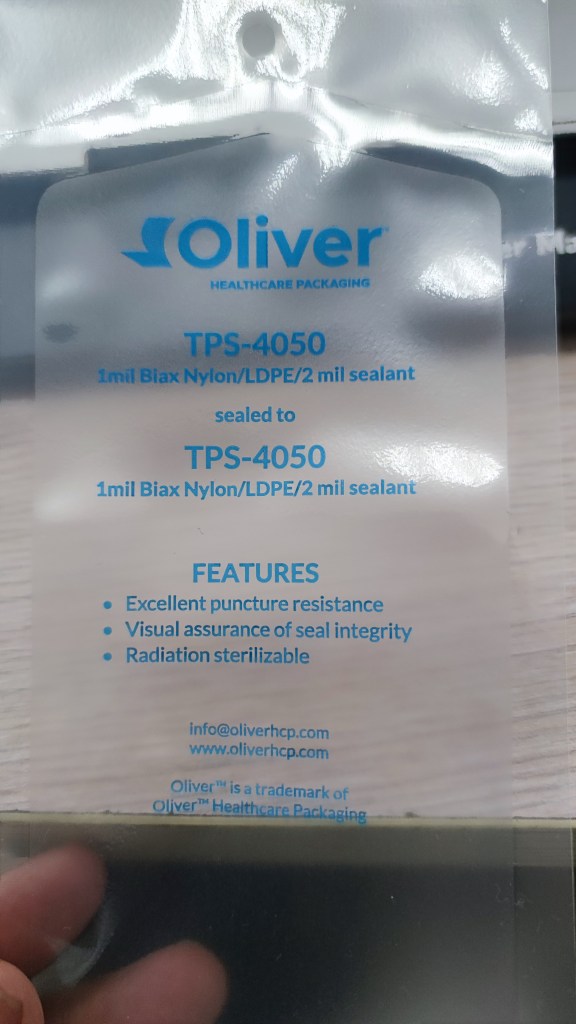 Oliver
HEALTHCARE PACKAGING
TPS-4050
1mil Biax Nylon/LDPE/2 mil sealant
sealed to
TPS-4050
1mil Biax Nylon/LDPE/2 mil sealant
FEATURES
• Excellent puncture resistance
• Visual assurance of seal integrity
• Radiation sterilizable
info@oliverhcp.com
www.oliverhcp.com
Oliver™ is a trademark of
Oliver™ Healthcare Packaging